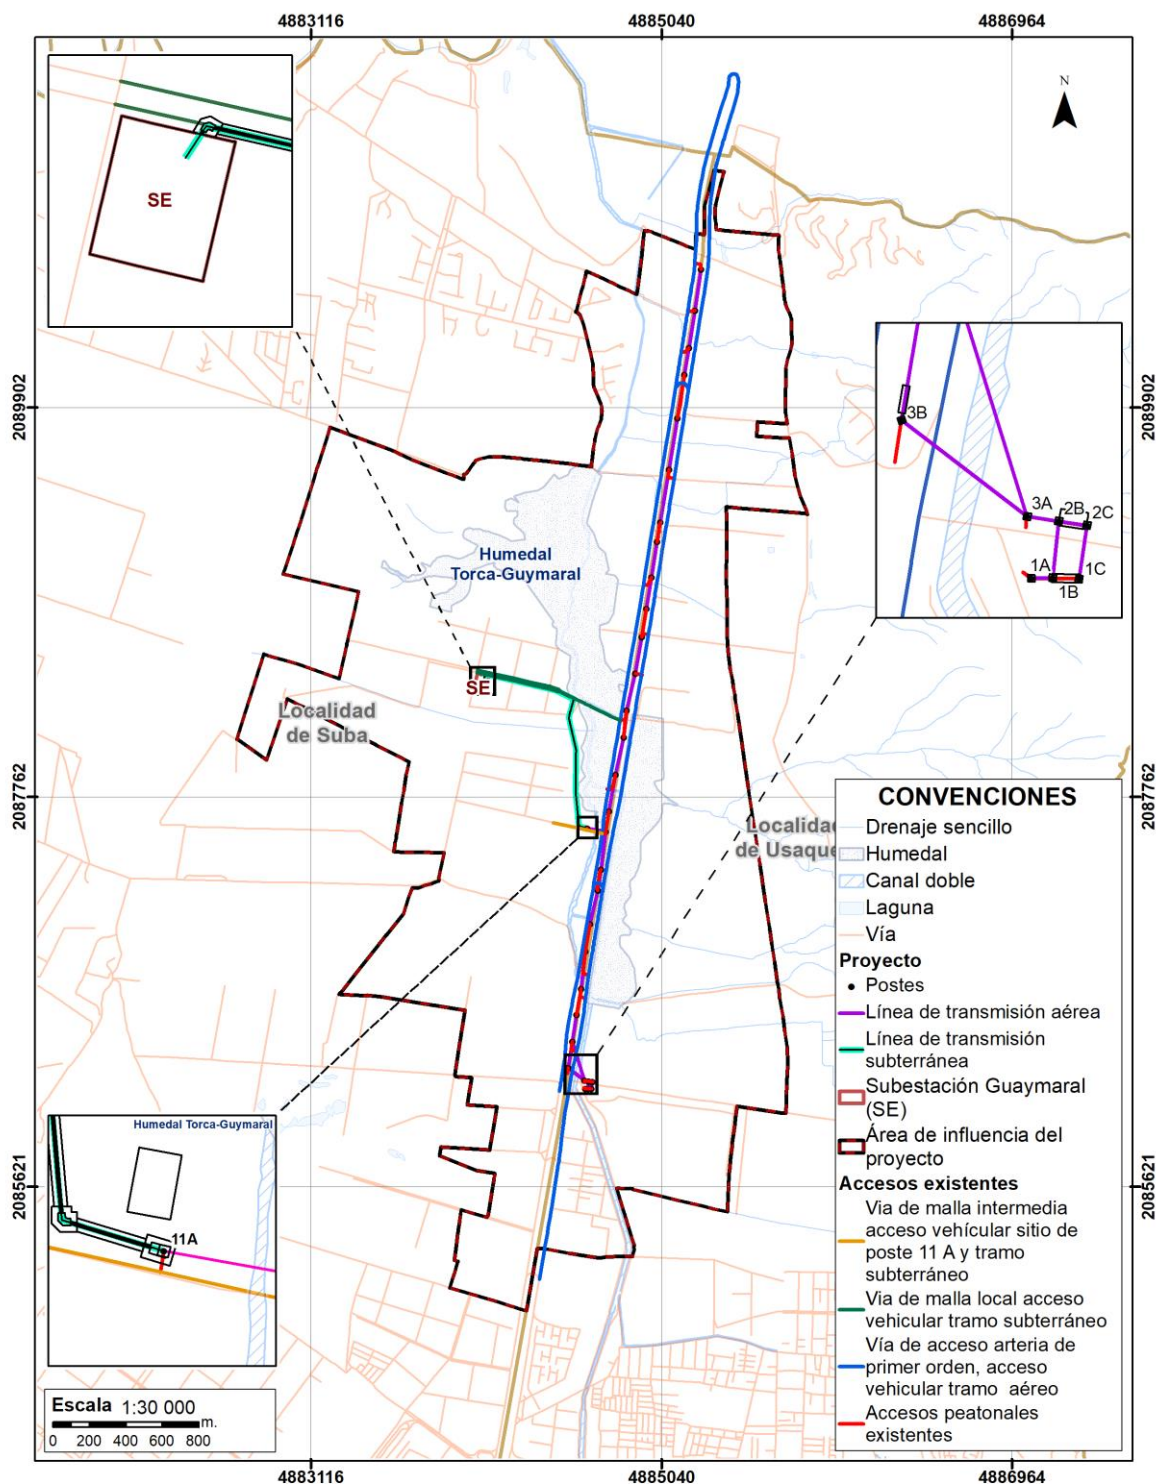 4883116
4885040
4886964
SE
N
2089902
2089902
3B
3A
2B
2C
1A
1B
1C
Humedal
Torca-Guymaral
SE
Localidad
de Suba
2087762
2087762
Localidad
de Usaque
CONVENCIONES
Drenaje sencillo
Humedal
Canal doble
Laguna
Vía
Proyecto
Postes
Línea de transmisión aérea
Línea de transmisión
subterránea
Subestación Guaymaral
(SE)
Área de influencia del
proyecto
Accesos existentes
Via de malla intermedia
acceso vehícular sitio de
poste 11 A y tramo
subterráneo
Via de malla local acceso
vehicular tramo subterráneo
Vía de acceso arteria de
primer orden, acceso
vehicular tramo aéreo
Accesos peatonales
existentes
Humedal Torca-Guymaral
11A
2085621
2085621
Escala 1:30 000
m.
0 200 400 600 800
4883116
4885040
4886964